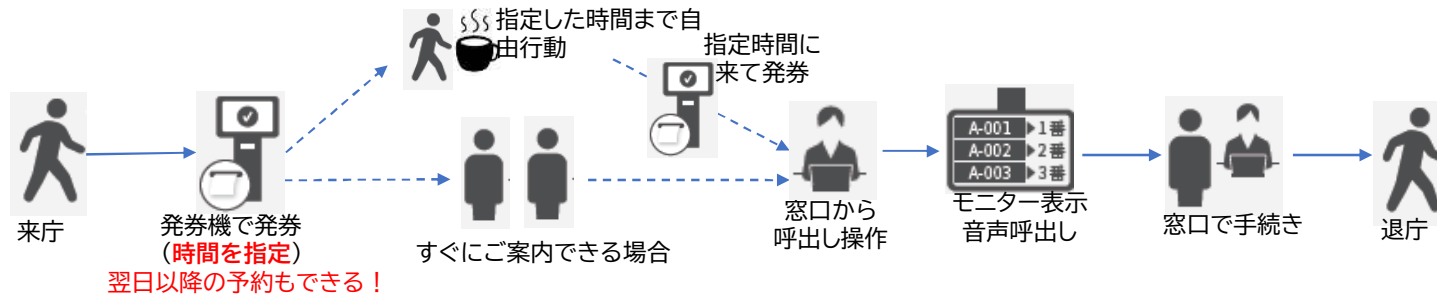 来庁
発券機で発券
（時間を指定）
翌日以降の予約もできる！
指定した時間まで自
由行動
指定時間に
来て発券
すぐにご案内できる場合
窓口から
呼出し操作
A-001 ▶1番
A-002 ▶2番
A-003 ▶3番
モニター表示
音声呼出し
窓口で手続き
退庁